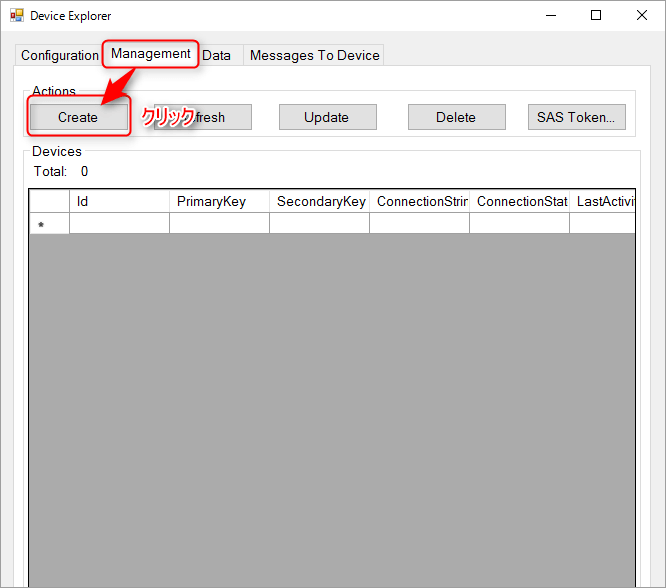 Device Explorer
Configuration Management Data Messages To Device
Actions
Create クリック fresh Update Delete SAS Token...
Devices
Total: 0
Id PrimaryKey SecondaryKey ConnectionStrin ConnectionStat LastActivi
*